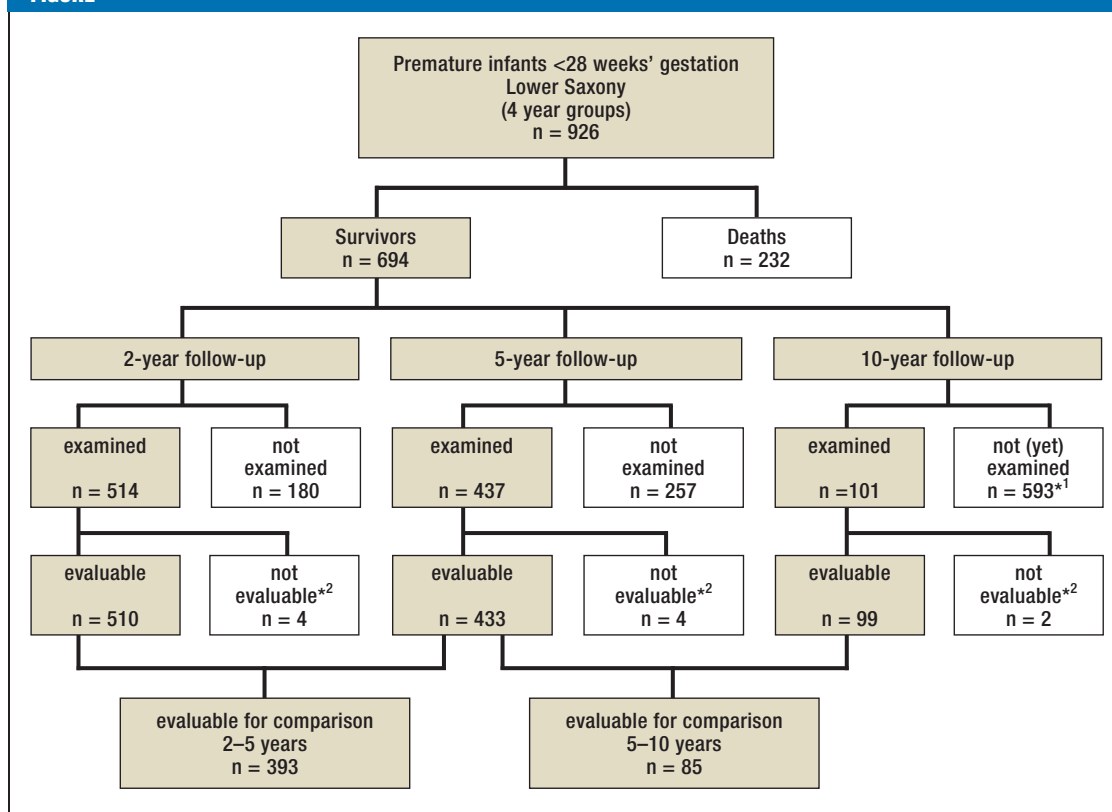 Premature infants <28 weeks' gestation
Lower Saxony
(4 year groups)
n = 926
Survivors
n = 694
Deaths
n = 232
2-year follow-up
5-year follow-up
10-year follow-up
examined
n = 514
not
examined
n = 180
examined
n = 437
not
examined
n = 257
examined
n =101
not (yet)
examined
n = 593*1
evaluable
n = 510
not
evaluable*2
n = 4
evaluable
n = 433
not
evaluable*2
n = 4
evaluable
n = 99
not
evaluable*2
n = 2
evaluable for comparison
2–5 years
n = 393
evaluable for comparison
5–10 years
n = 85